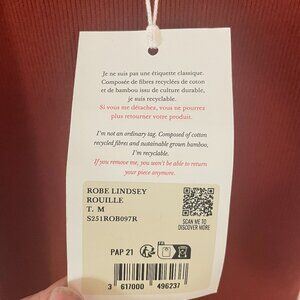 Je ne suis pas une étiquette classique.
Composée de fibres recyclées de coton
et de bambou issu de culture durable,
je suis recyclable.
Si vous me détachez, vous ne pourrez
plus retourner votre produit.
I'm not an ordinary tag. Composed of cotton
recycled fibres and sustainable grown bamboo,
I'm recyclable.
If you remove me, you won't be able to return
your piece anymore.
ROBE LINDSEY
ROUILLE
T. M
S251ROB097R
SCAN ME TO
DISCOVER MORE
PAP 21
3 617000 496237